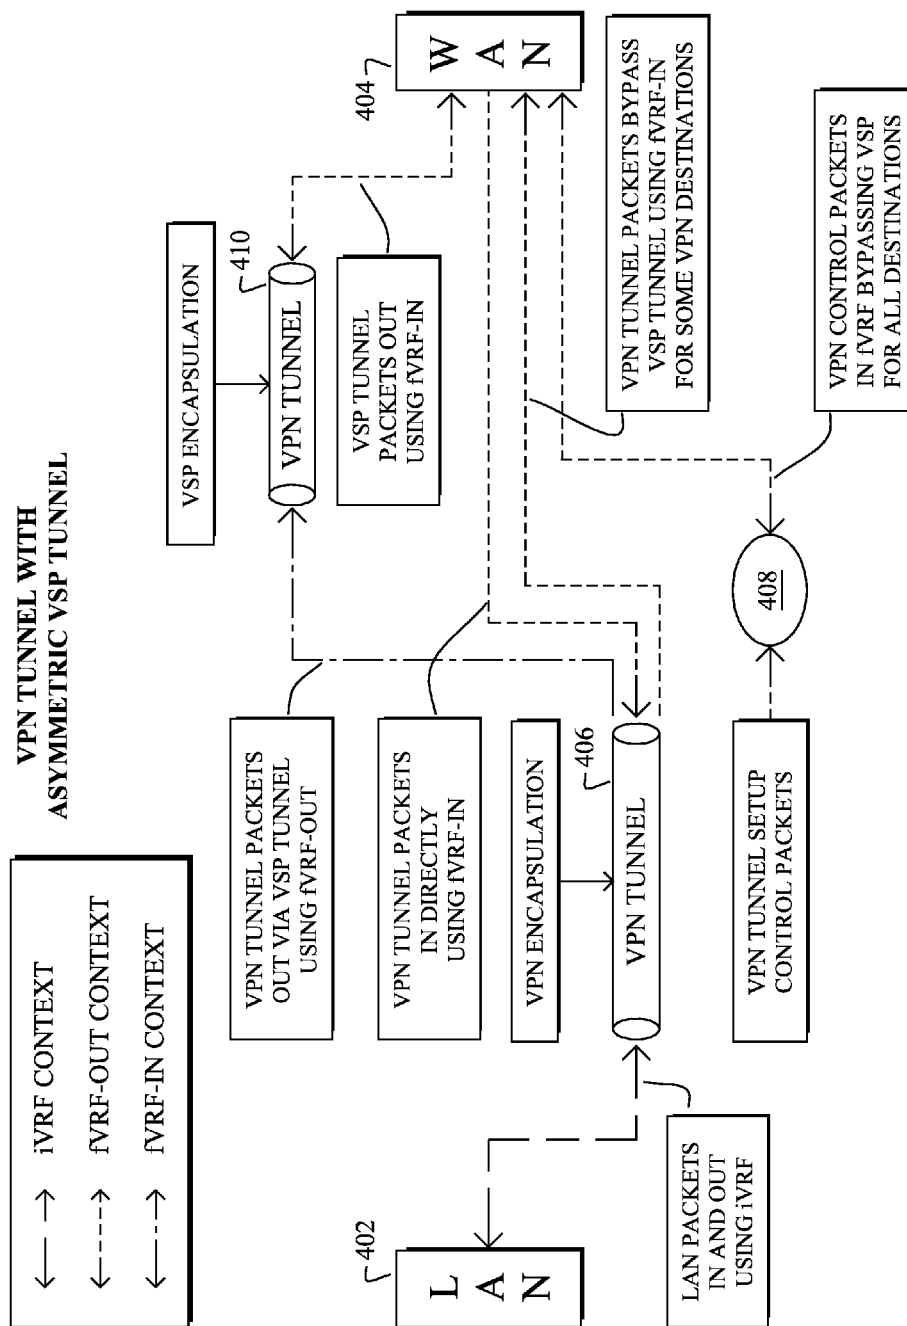 VPN TUNNEL WITH
ASYMMETRIC VSP TUNNEL
iVRF CONTEXT
fVRF-OUT CONTEXT
fVRF-IN CONTEXT
VSP ENCAPSULATION
410
VPN TUNNEL
VPN TUNNEL PACKETS
OUT VIA VSP TUNNEL
USING fVRF-OUT
VSP TUNNEL
PACKETS OUT
USING fVRF-IN
402
L
A
N
404
W
A
N
VPN TUNNEL PACKETS
IN DIRECTLY
USING fVRF-IN
VPN ENCAPSULATION
406
VPN TUNNEL
VPN TUNNNEL PACKETS BYPASS
VSP TUNNEL USING fVRF-IN
FOR SOME VPN DESTINATIONS
LAN PACKETS
IN AND OUT
USING iVRF
VPN TUNNEL SETUP
CONTROL PACKETS
408
VPN CONTROL PACKETS
IN fVRF BYPASSING VSP
FOR ALL DESTINATIONS